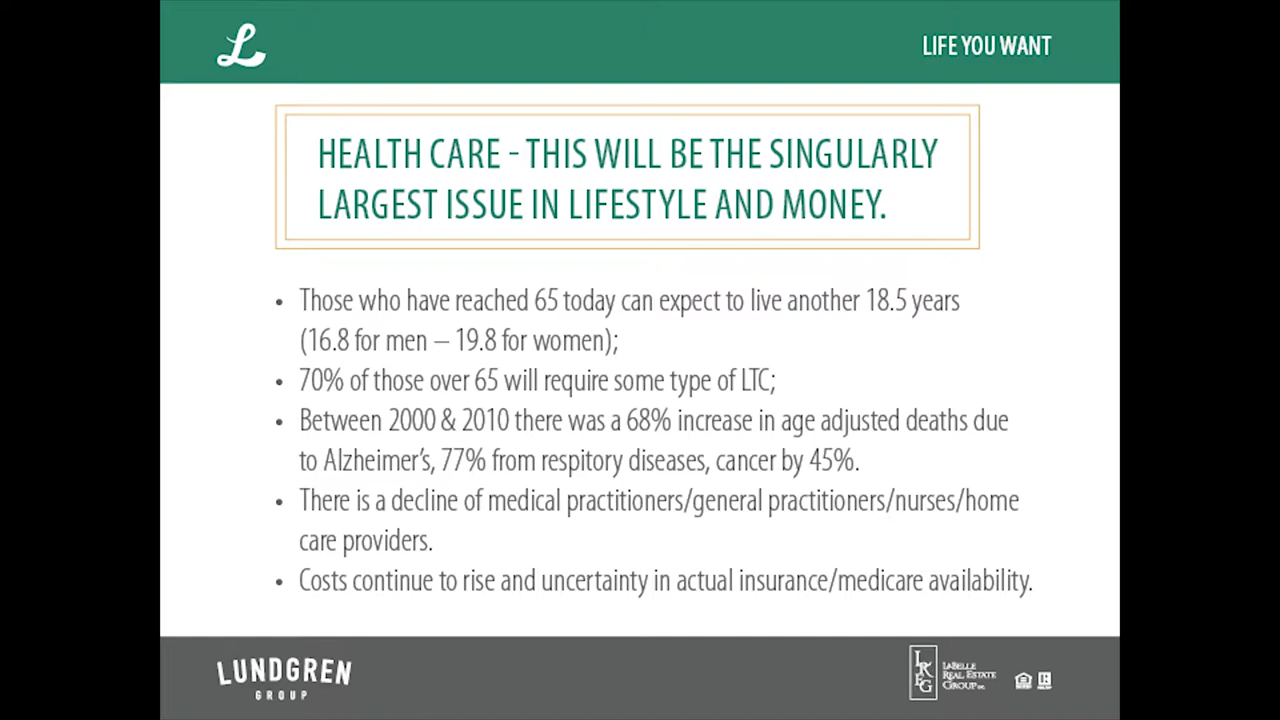 L
LIFE YOU WANT
HEALTH CARE - THIS WILL BE THE SINGULARLY
LARGEST ISSUE IN LIFESTYLE AND MONEY.
• Those who have reached 65 today can expect to live another 18.5 years
(16.8 for men – 19.8 for women);
• 70% of those over 65 will require some type of LTC;
• Between 2000 & 2010 there was a 68% increase in age adjusted deaths due
to Alzheimer's, 77% from respitory diseases, cancer by 45%.
• There is a decline of medical practitioners/general practitioners/nurses/home
care providers.
• Costs continue to rise and uncertainty in actual insurance/medicare availability.
LUNDGREN
GROUP
LREG
LABELLE
REAL ESTATE
GROUP